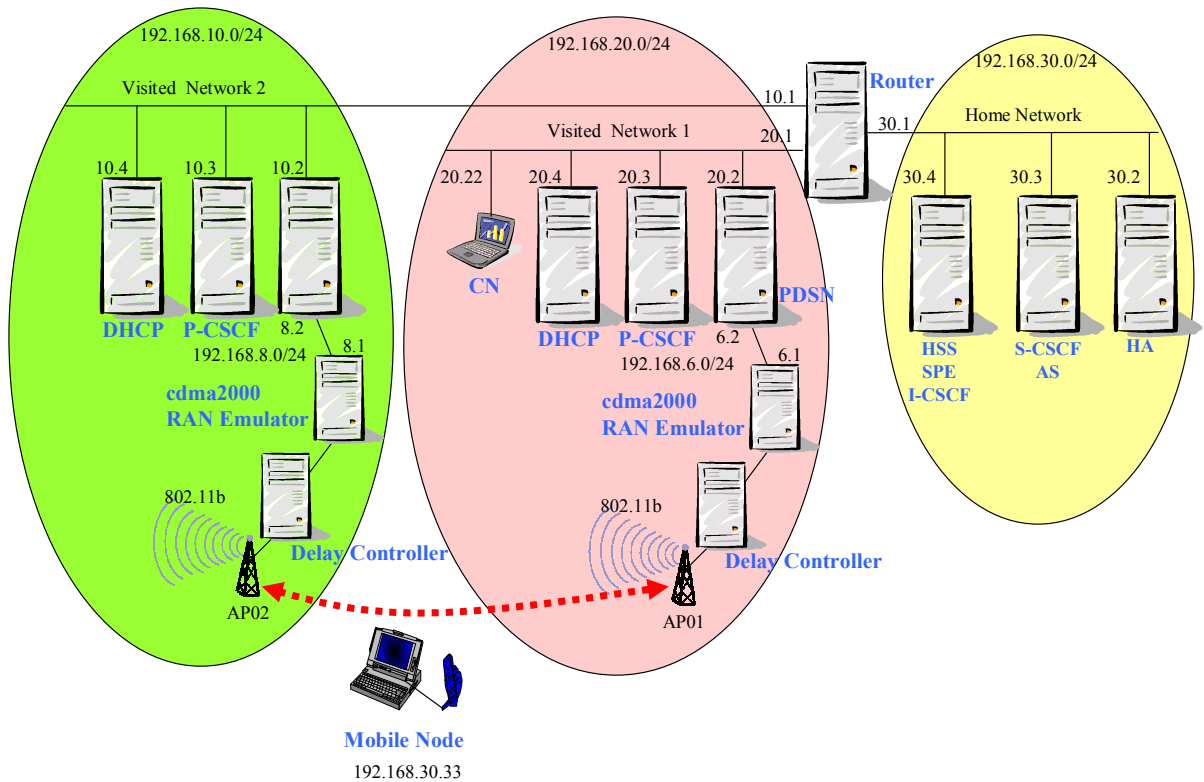 192.168.10.0/24
192.168.20.0/24
192.168.30.0/24
Visited Network 2
10.1
Router
Visited Network 1
20.1
30.1
Home Network
10.4
10.3
10.2
20.22
20.4
20.3
20.2
30.4
30.3
30.2
CN
PDSN
DHCP
P-CSCF
8.2
DHCP
P-CSCF
6.2
HSS
SPE
I-CSCF
S-CSCF
AS
HA
192.168.8.0/24
8.1
192.168.6.0/24
6.1
cdma2000
RAN Emulator
cdma2000
RAN Emulator
802.11b
802.11b
Delay Controller
Delay Controller
AP02
AP01
Mobile Node
192.168.30.33